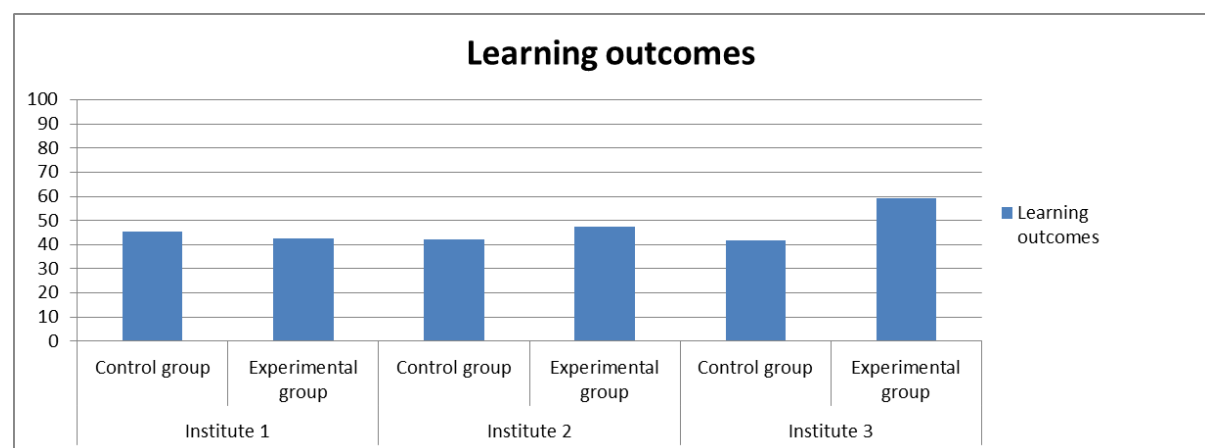 Learning outcomes
100
90
80
70
60
50
40
30
20
10
0
Learning
outcomes
Control group
Experimental
group
Control group
Experimental
group
Control group
Experimental
group
Institute 1
Institute 2
Institute 3